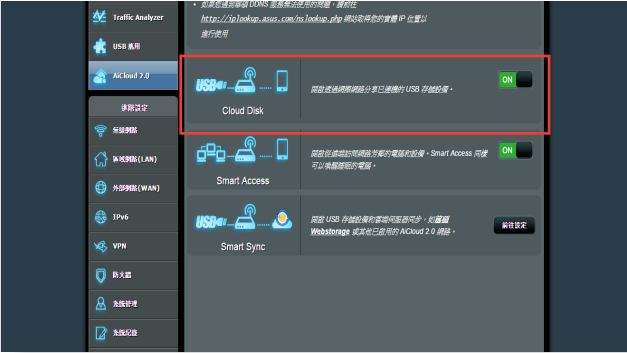 Traffic Analyzer
USB 應用
AiCloud 2.0
進階設定
無線網路
區域網路(LAN)
外部網路(WAN)
IPv6
VPN
防火牆
系統管理
系統紀錄
如果您遇到華碩 DDNS 服務無法使用的問題，請前往
http://iplookup.asus.com/nslookup.php 網站取得您的實體 IP 位置以
進行使用
USB
Cloud Disk
開啟透過網際網路分享已連機的 USB 存儲設備。
ON
Smart Access
開啟從遠端訪問網路芳鄰的電腦和設備。Smart Access 同樣
可以喚醒睡眠的電腦。
ON
USB
Smart Sync
開啟 USB 存儲設備和雲端伺服器同步，如華碩
Webstorage 或其他已啟用的 AiCloud 2.0 網路。
前往設定